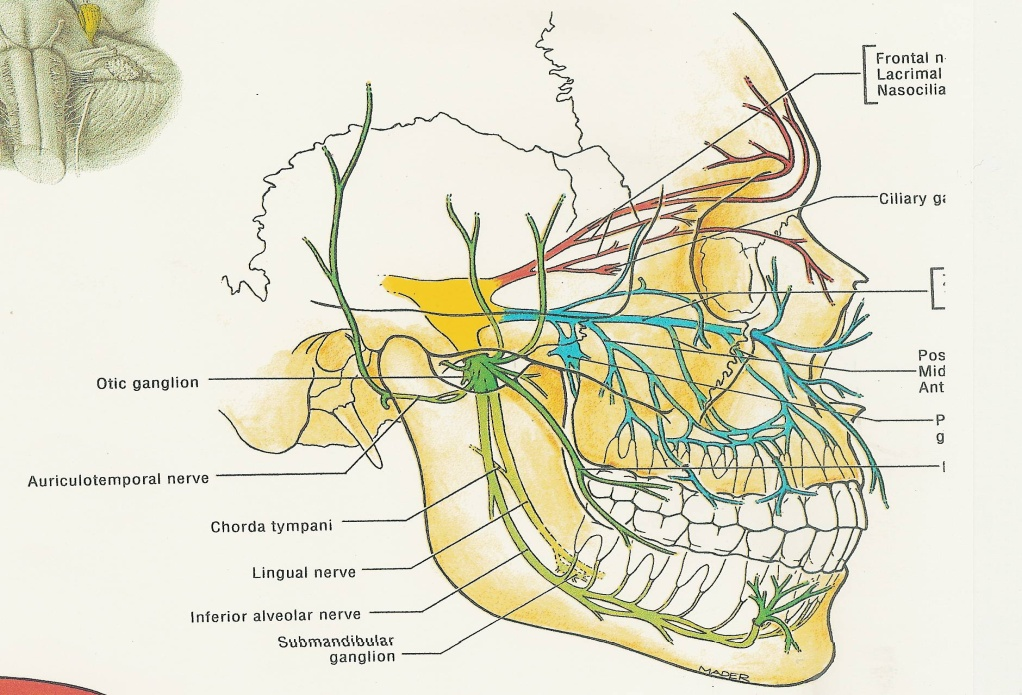 Frontal n
Lacrimal
Nasocilia
Ciliary ga
Otic ganglion
Pos
Mid
Ant
P
g
Auriculotemporal nerve
Chorda tympani
Lingual nerve
Inferior alveolar nerve
Submandibular
ganglion
MADER